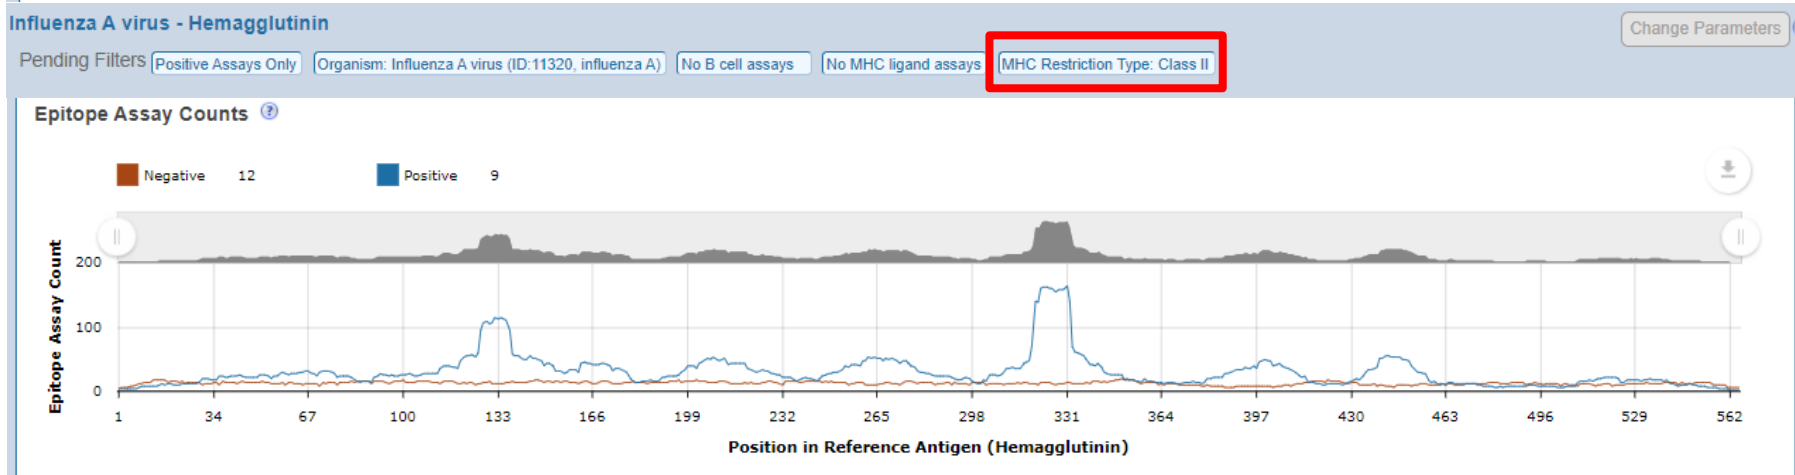 Influenza A virus - Hemagglutinin
Change Parameters
Pending Filters Positive Assays Only Organism: Influenza A virus (ID:11320, influenza A) No B cell assays No MHC ligand assays MHC Restriction Type: Class II
Epitope Assay Counts ?
Negative 12 Positive 9
Epitope Assay Count
200
100
0
1 34 67 100 133 166 199 232 265 298 331 364 397 430 463 496 529 562
Position in Reference Antigen (Hemagglutinin)